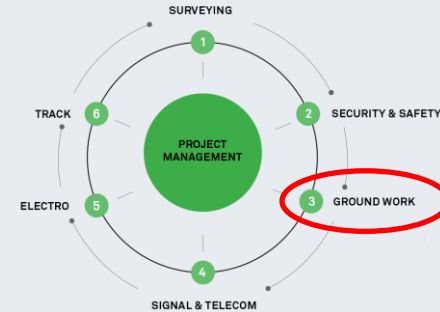 SURVEYING
1
2 SECURITY & SAFETY
6 TRACK
PROJECT
MANAGEMENT
3 GROUND WORK
5 ELECTRO
4
SIGNAL & TELECOM